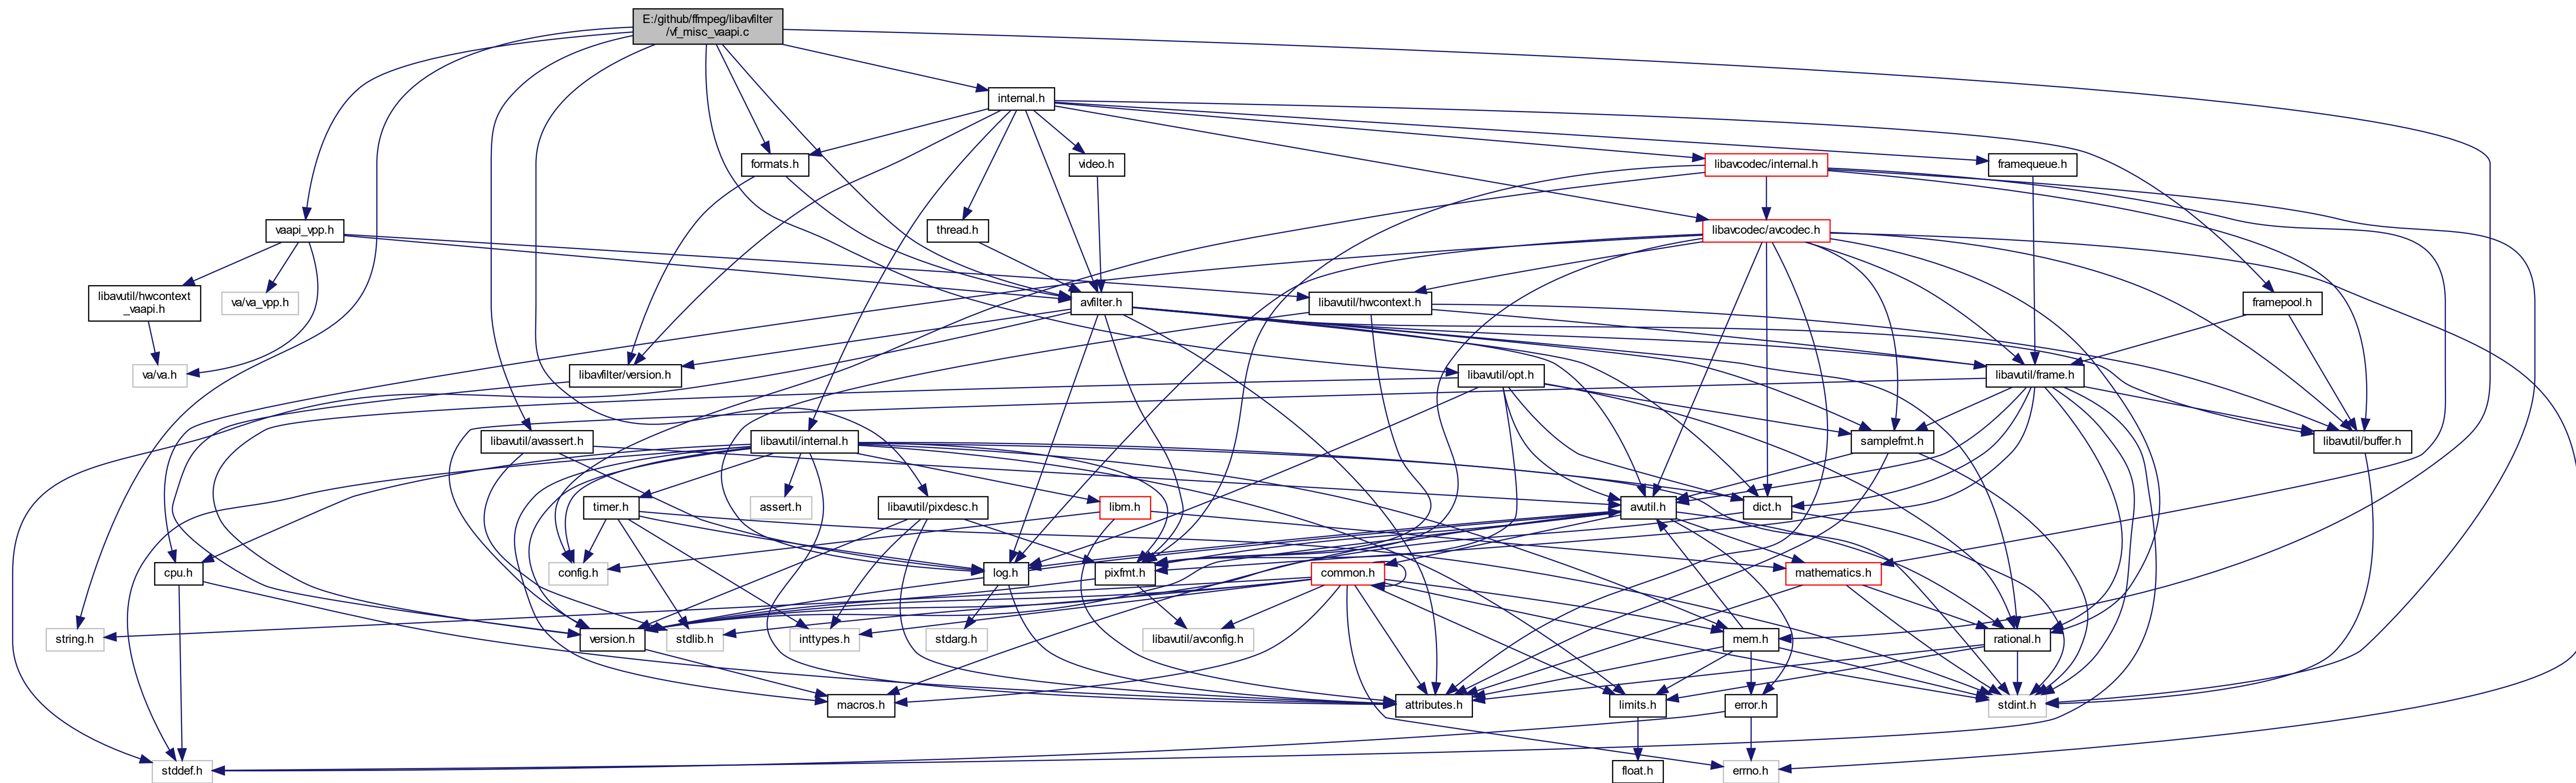 E:/github/ffmpeg/libavfilter
/vf_misc_vaapi.c
internal.h
formats.h
video.h
libavcodec/internal.h
framequeue.h
vaapi_vpp.h
thread.h
libavcodec/avcodec.h
libavutil/hwcontext
_vaapi.h
va/va_vpp.h
avfilter.h
libavutil/hwcontext.h
framepool.h
va/va.h
libavfilter/version.h
libavutil/opt.h
libavutil/frame.h
libavutil/avassert.h
libavutil/internal.h
samplefmt.h
libavutil/buffer.h
timer.h
assert.h
libavutil/pixdesc.h
libm.h
avutil.h
dict.h
cpu.h
config.h
log.h
pixfmt.h
common.h
mathematics.h
string.h
version.h
stdlib.h
inttypes.h
stdarg.h
libavutil/avconfig.h
mem.h
rational.h
macros.h
attributes.h
limits.h
error.h
stdint.h
stddef.h
float.h
errno.h